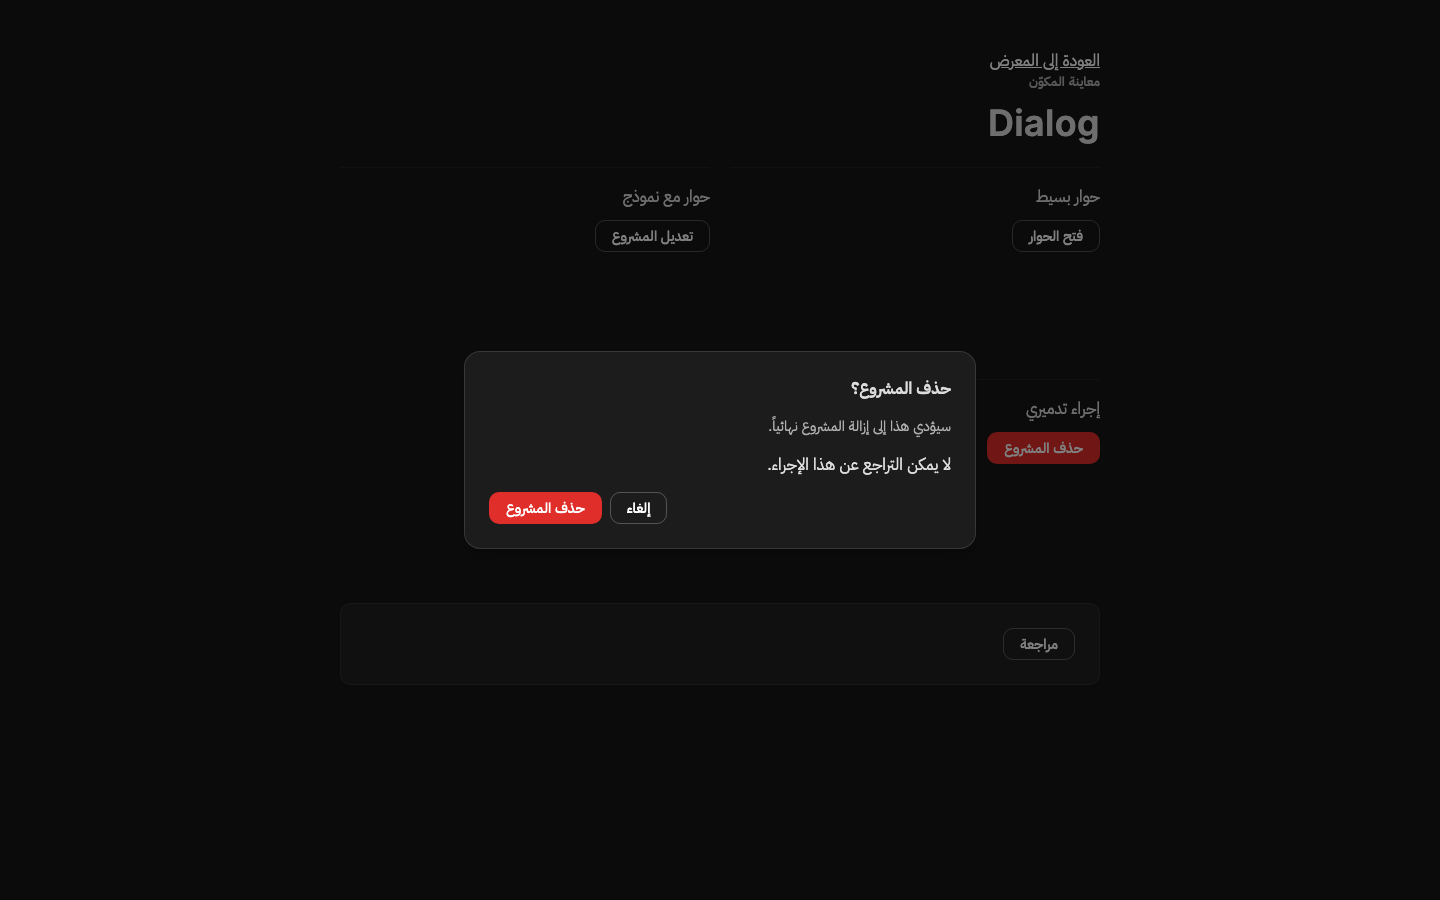 العودة إلى المعرض
معاينة المكوّن
Dialog
حوار بسيط
فتح الحوار
حوار مع نموذج
تعديل المشروع
إجراء تدميري
حذف المشروع
حذف المشروع؟
سيؤدي هذا إلى إزالة المشروع نهائياً.
لا يمكن التراجع عن هذا الإجراء.
إلغاء
حذف المشروع
مراجعة